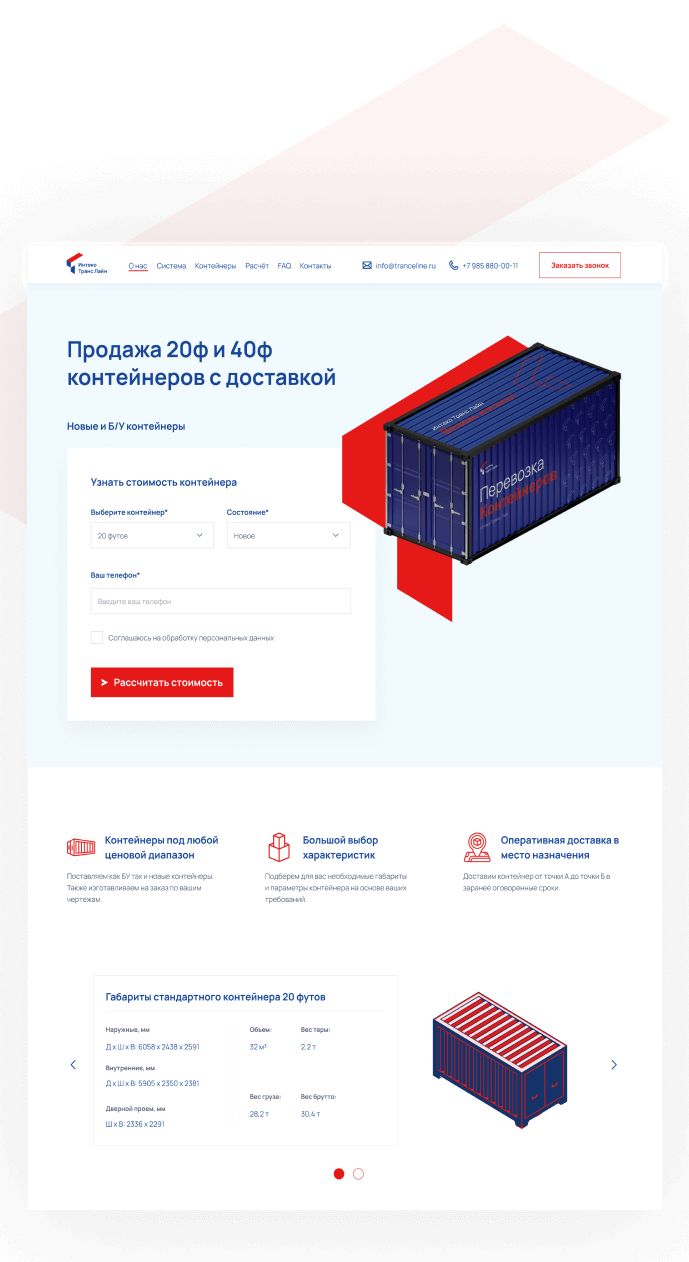 Интеко
Транс Лайн
О нас
Система
Контейнеры
Расчёт
FAQ
Контакты
info@tranceline.ru
+7 985 880-00-11
Заказать звонок
Продажа 20ф и 40ф
контейнеров с доставкой
Новые и Б/У контейнеры
Интеко Транс Лайн
Перевозка
Контейнеров
Узнать стоимость контейнера
Выберите контейнер*
Состояние*
20 футов
Новое
Ваш телефон*
Введите ваш телефон
Соглашаюсь на обработку персональных данных
Рассчитать стоимость
Контейнеры под любой
ценовой диапазон
Поставляем как БУ так и новые контейнеры.
Также изготавливаем на заказ по вашим
чертежам.
Большой выбор
характеристик
Подберем для вас необходимые габариты
и параметры контейнера на основе ваших
требований.
Оперативная доставка в
место назначения
Доставим контейнер от точки А до точки Б в
заранее оговоренные сроки.
Габариты стандартного контейнера 20 футов
Наружные, мм
Д х Ш х В: 6058 х 2438 х 2591
Внутренние, мм
Д х Ш х В: 5905 х 2350 х 2381
Дверной проем, мм
Ш х В: 2336 х 2291
Объем:
32 м³
Вес тары:
2,2 т
Вес груза:
28,2 т
Вес брутто:
30,4 т